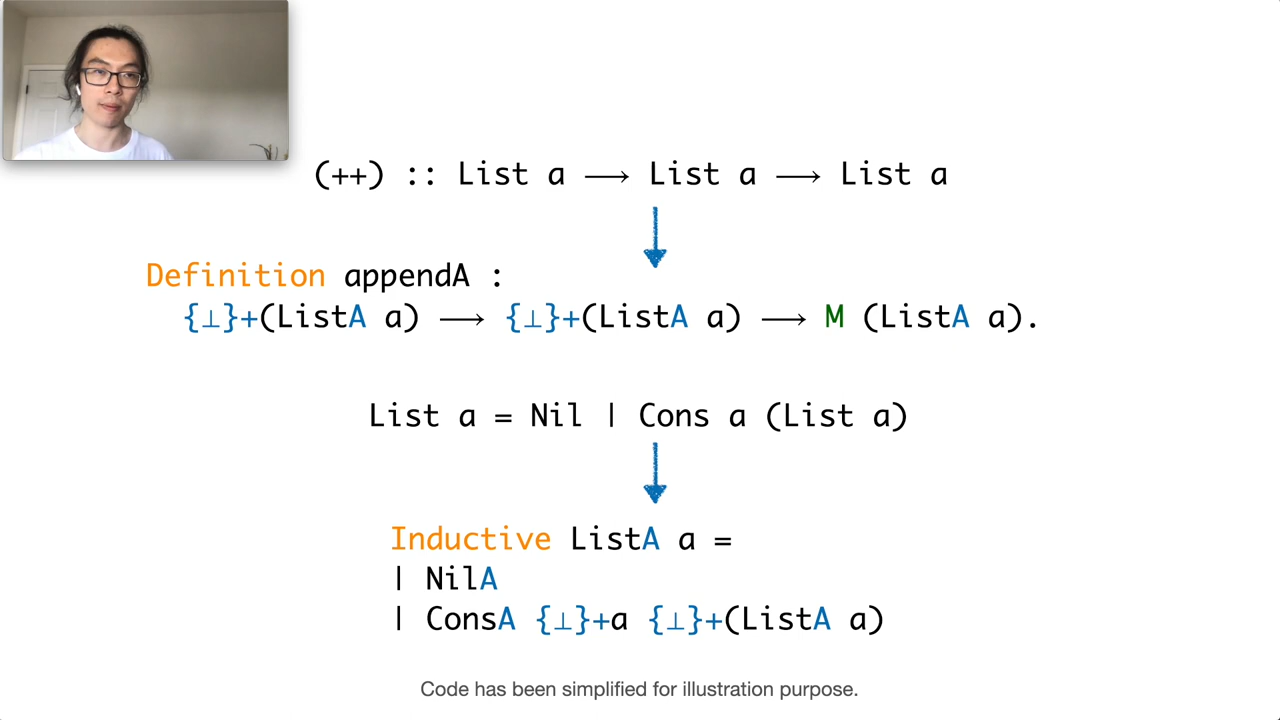 (++) :: List a ⟶ List a ⟶ List a
Definition appendA :
{⊥}+(ListA a) ⟶ {⊥}+(ListA a) ⟶ M (ListA a).
List a = Nil | Cons a (List a)
Inductive ListA a =
| NilA
| ConsA {⊥}+a {⊥}+(ListA a)
Code has been simplified for illustration purpose.